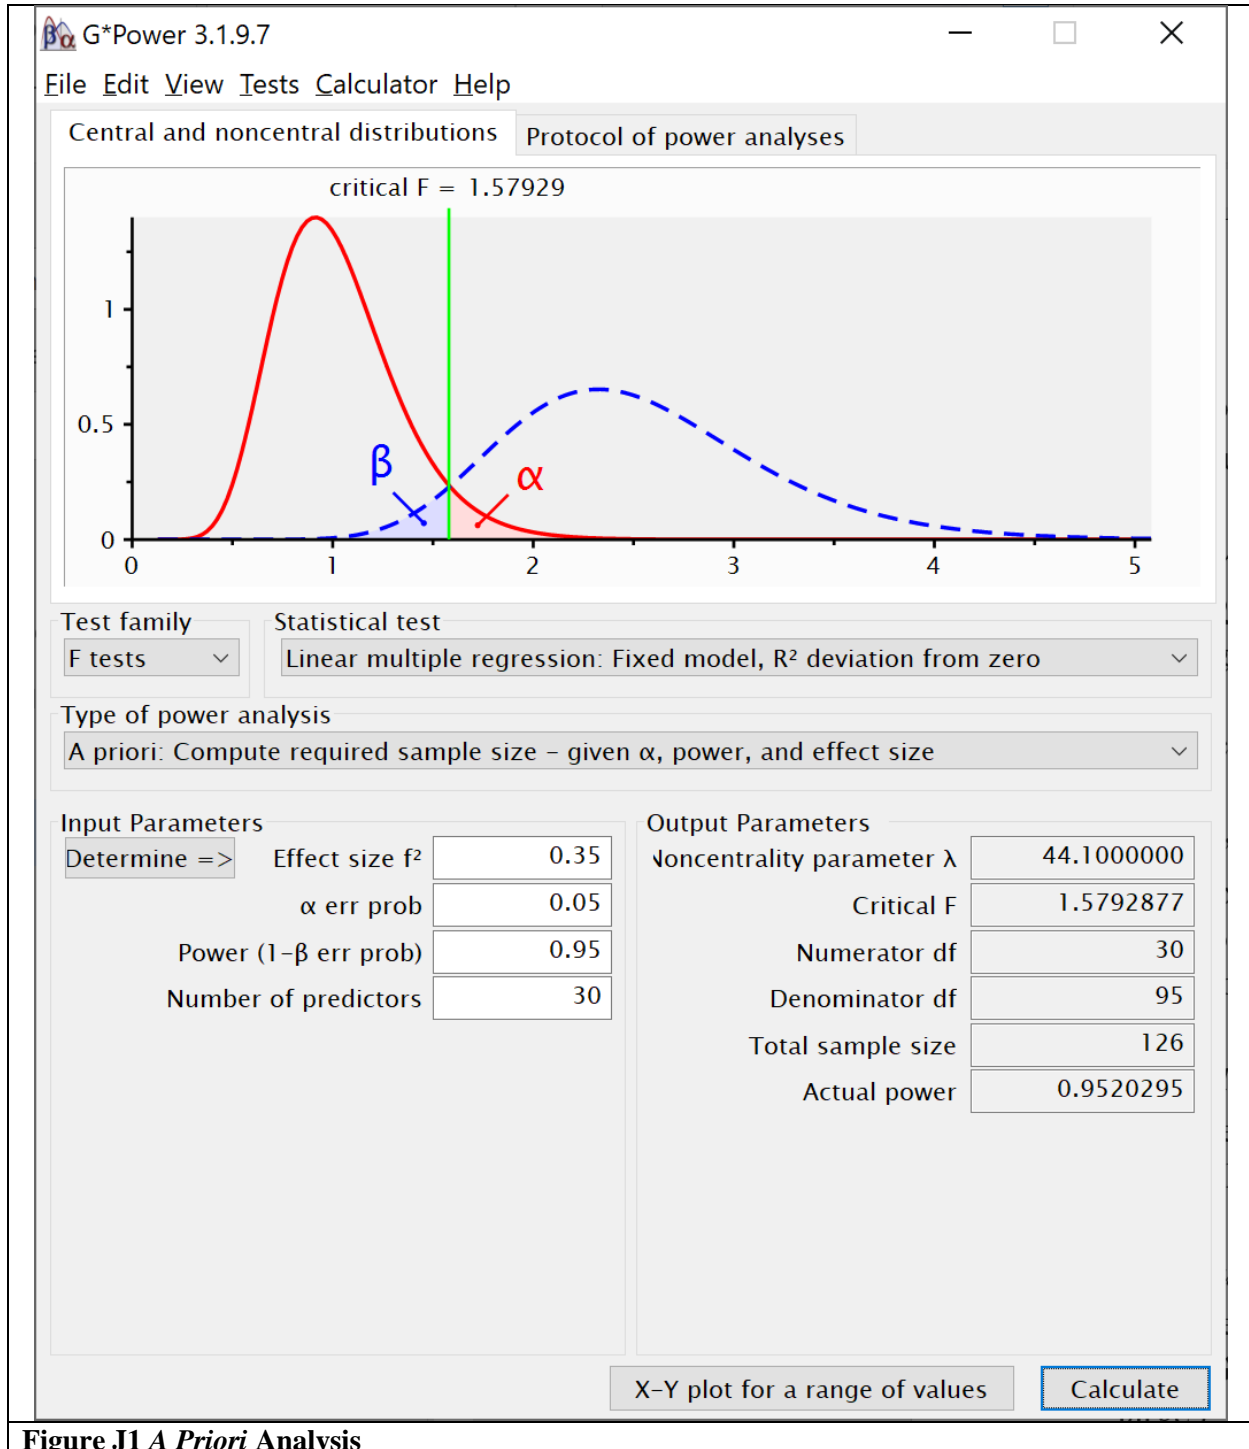 G*Power 3.1.9.7
File Edit View Tests Calculator Help
Central and noncentral distributions
Protocol of power analyses
critical F = 1.57929
1
0.5
0
0
1
2
3
4
5
β
α
Test family
Statistical test
F tests
Linear multiple regression: Fixed model, R² deviation from zero
Type of power analysis
A priori: Compute required sample size – given α, power, and effect size
Input Parameters
Determine =>
Effect size f²
0.35
α err prob
0.05
Power (1-β err prob)
0.95
Number of predictors
30
Output Parameters
Noncentrality parameter λ
44.1000000
Critical F
1.5792877
Numerator df
30
Denominator df
95
Total sample size
126
Actual power
0.9520295
X-Y plot for a range of values
Calculate
Figure J1 A Priori Analysis